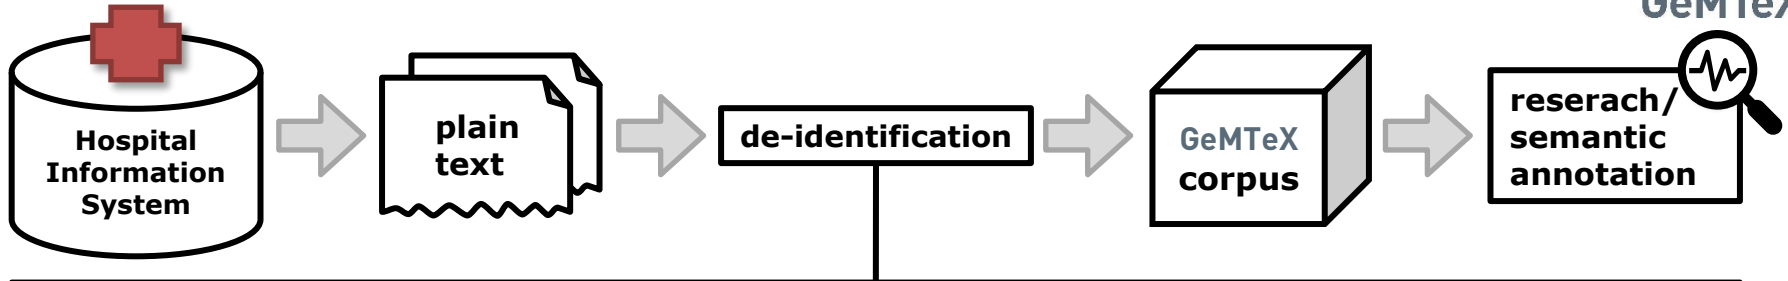 GeMTeX
Hospital
Information
System
plain
text
de-identification
GeMTeX
corpus
reserach/
semantic
annotation